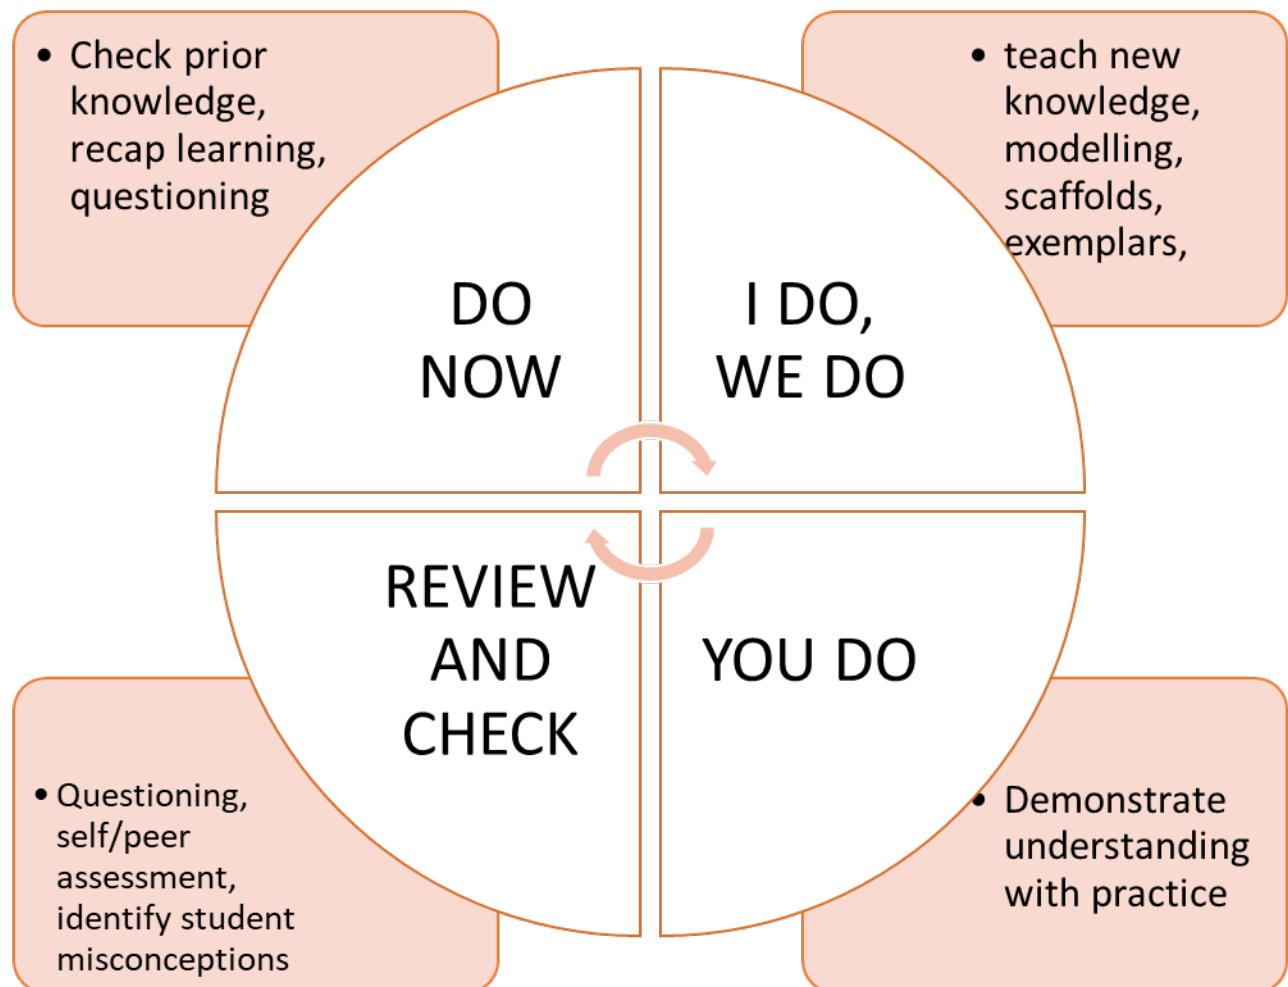 • Check prior
knowledge,
recap learning,
questioning
• teach new
knowledge,
modelling,
scaffolds,
exemplars,
DO
NOW
I DO,
WE DO
REVIEW
AND
CHECK
YOU DO
• Questioning,
self/peer
assessment,
identify student
misconceptions
• Demonstrate
understanding
with practice